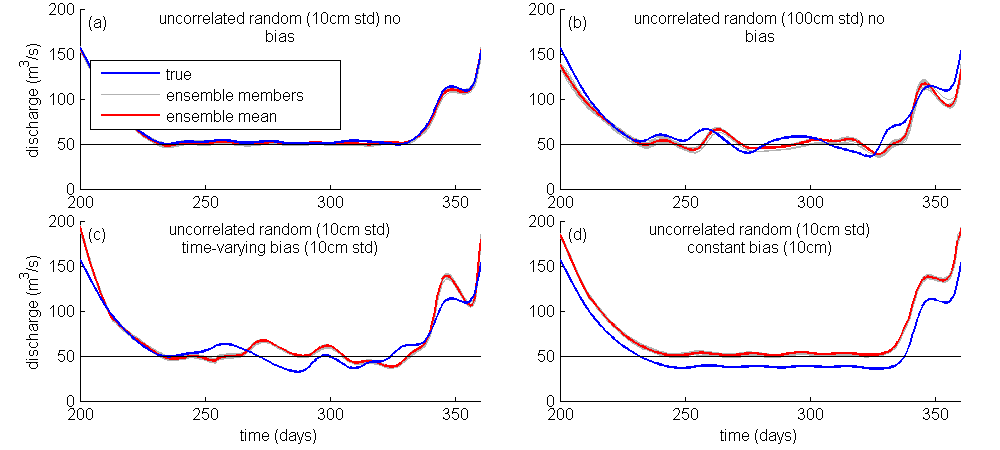 (a)
uncorrelated random (10cm std) no
bias
200
150
100
50
0
discharge (m³/s)
true
ensemble members
ensemble mean
200
250
300
350
(b)
uncorrelated random (100cm std) no
bias
200
150
100
50
0
200
250
300
350
(c)
uncorrelated random (10cm std)
time-varying bias (10cm std)
200
150
100
50
0
discharge (m³/s)
200
250
300
350
time (days)
(d)
uncorrelated random (10cm std)
constant bias (10cm)
200
150
100
50
0
200
250
300
350
time (days)